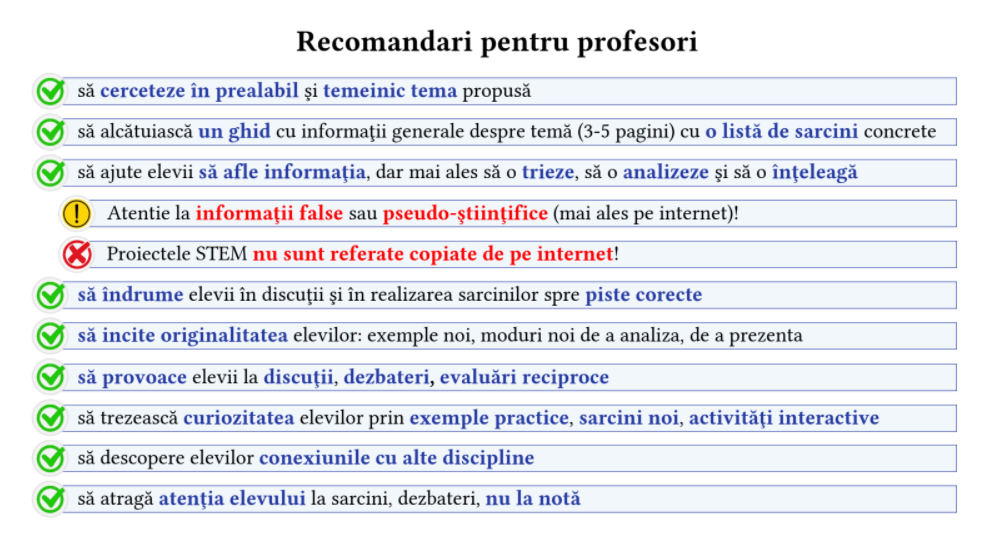 Recomandari pentru profesori
să cerceteze în prealabil şi temeinic tema propusă
să alcătuiască un ghid cu informaţii generale despre temă (3-5 pagini) cu o listă de sarcini concrete
să ajute elevii să afle informaţia, dar mai ales să o trieze, să o analizeze şi să o înţeleagă
Atentie la informaţii false sau pseudo-ştiinţifice (mai ales pe internet)!
Proiectele STEM nu sunt referate copiate de pe internet!
să îndrume elevii în discuţii şi în realizarea sarcinilor spre piste corecte
să incite originalitatea elevilor: exemple noi, moduri noi de a analiza, de a prezenta
să provoace elevii la discuţii, dezbateri, evaluări reciproce
să trezească curiozitatea elevilor prin exemple practice, sarcini noi, activităţi interactive
să descopere elevilor conexiunile cu alte discipline
să atragă atenţia elevului la sarcini, dezbateri, nu la notă